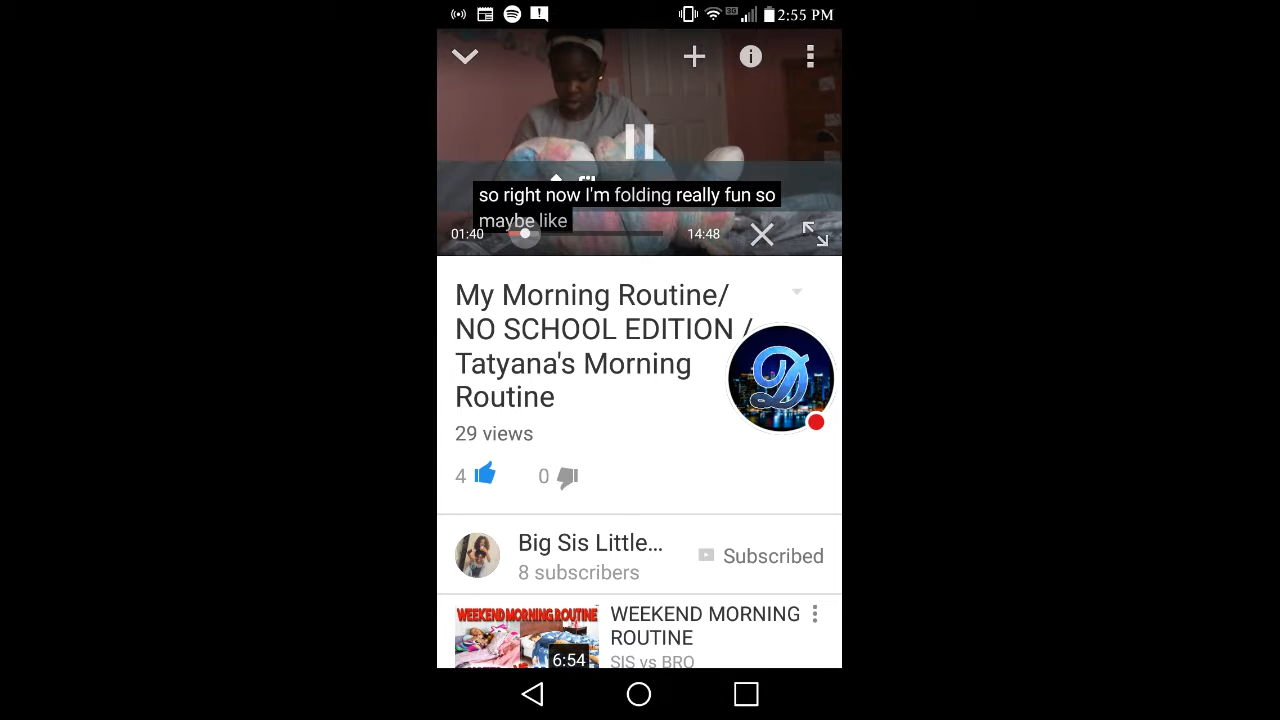 3G 2:55 PM
so right now I'm folding really fun so
maybe like
01:40 14:48
My Morning Routine/
NO SCHOOL EDITION /
Tatyana's Morning
Routine
D
29 views
4 0
Big Sis Little...
Subscribed
8 subscribers
WEEKEND MORNING ROUTINE
WEEKEND MORNING
ROUTINE
6:54
SIS vs BRO